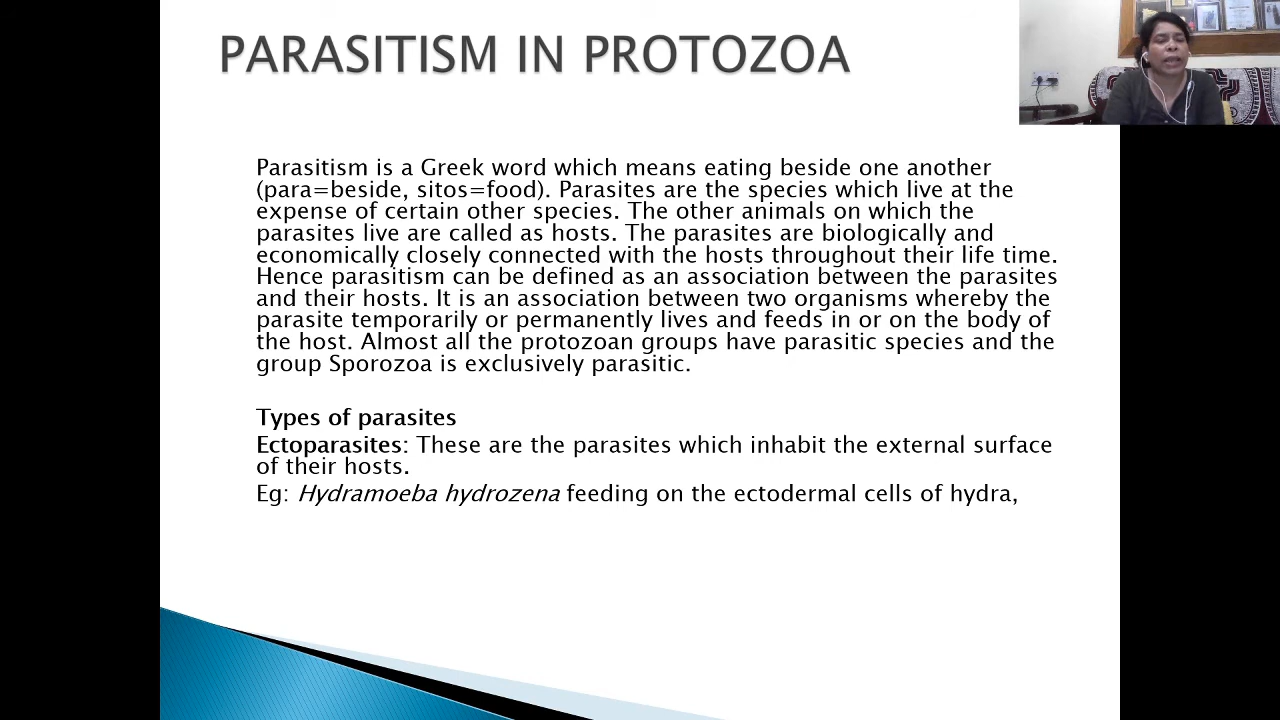 PARASITISM IN PROTOZOA
Parasitism is a Greek word which means eating beside one another
(para=beside, sitos=food). Parasites are the species which live at the
expense of certain other species. The other animals on which the
parasites live are called as hosts. The parasites are biologically and
economically closely connected with the hosts throughout their life time.
Hence parasitism can be defined as an association between the parasites
and their hosts. It is an association between two organisms whereby the
parasite temporarily or permanently lives and feeds in or on the body of
the host. Almost all the protozoan groups have parasitic species and the
group Sporozoa is exclusively parasitic.
Types of parasites
Ectoparasites: These are the parasites which inhabit the external surface
of their hosts.
Eg: Hydramoeba hydrozena feeding on the ectodermal cells of hydra,